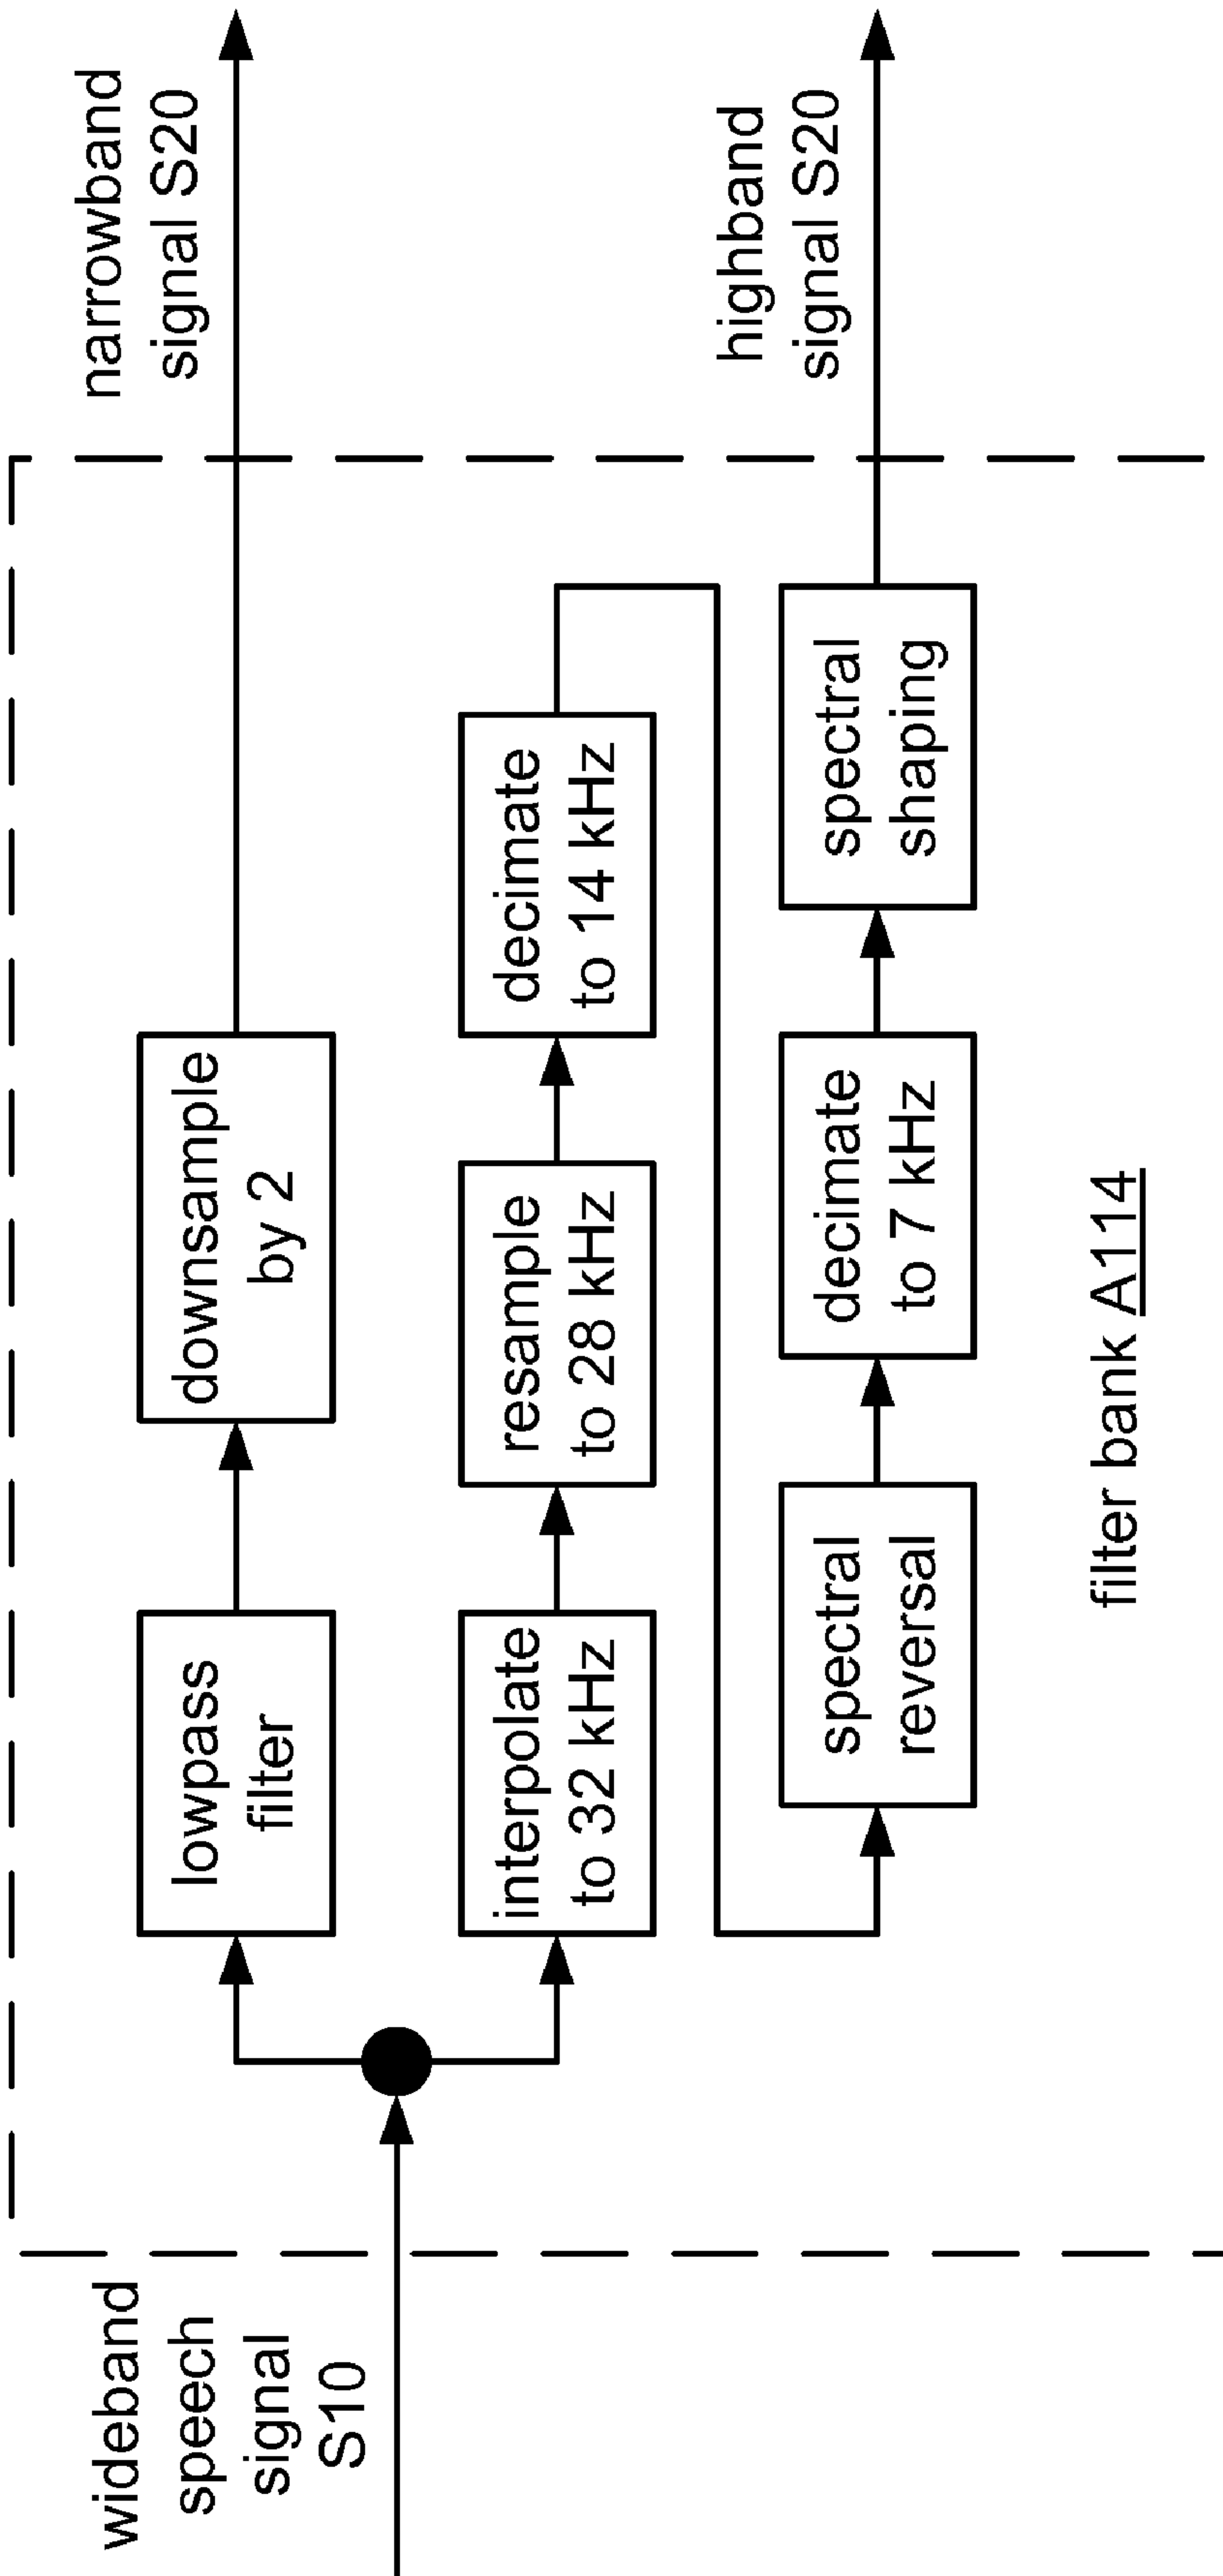 wideband
speech
signal
S10
lowpass
filter
downsample
by 2
narrowband
signal S20
interpolate
to 32 kHz
resample
to 28 kHz
decimate
to 14 kHz
spectral
reversal
decimate
to 7 kHz
spectral
shaping
highband
signal S20
filter bank A114